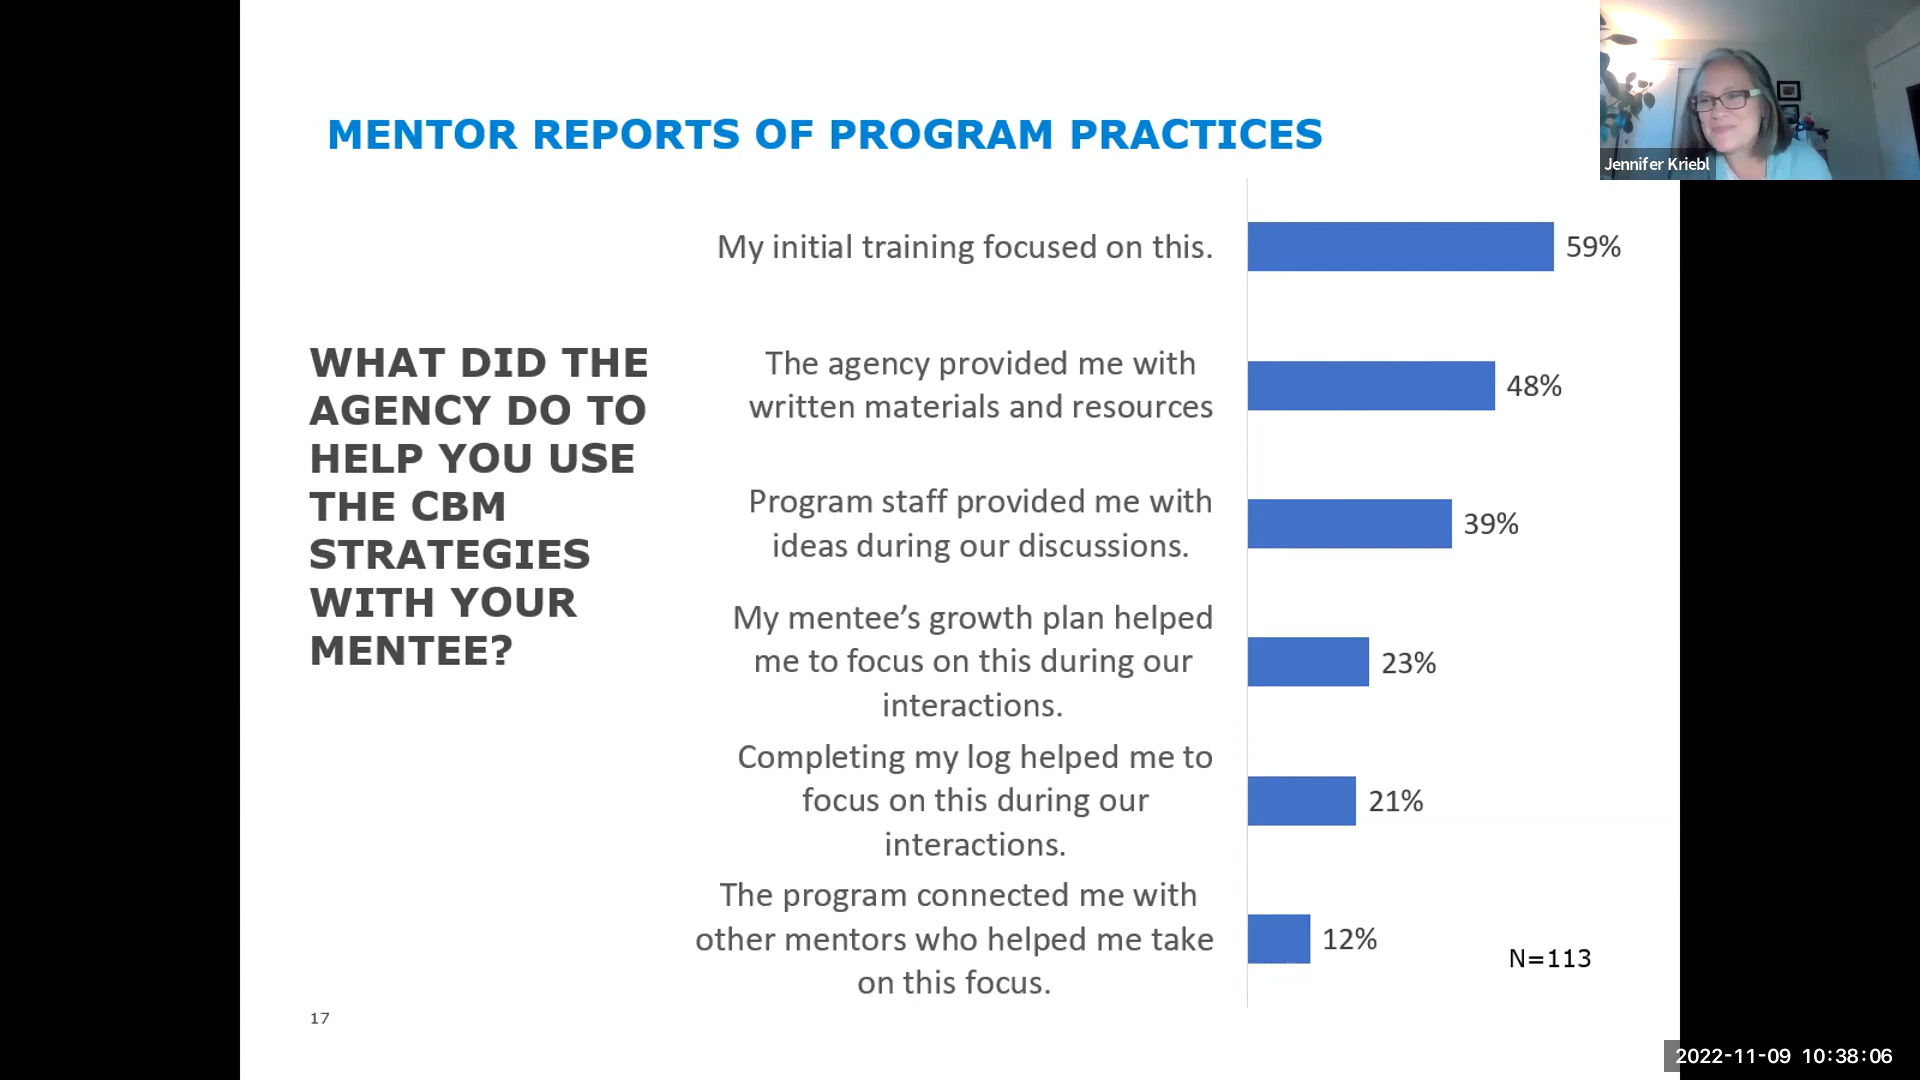 MENTOR REPORTS OF PROGRAM PRACTICES
Jennifer Kriebl
WHAT DID THE
AGENCY DO TO
HELP YOU USE
THE CBM
STRATEGIES
WITH YOUR
MENTEE?
My initial training focused on this.
59%
The agency provided me with
written materials and resources
48%
Program staff provided me with
ideas during our discussions.
39%
My mentee’s growth plan helped
me to focus on this during our
interactions.
23%
Completing my log helped me to
focus on this during our
interactions.
21%
The program connected me with
other mentors who helped me take
on this focus.
12%
N=113
17
2022-11-09 10:38:06